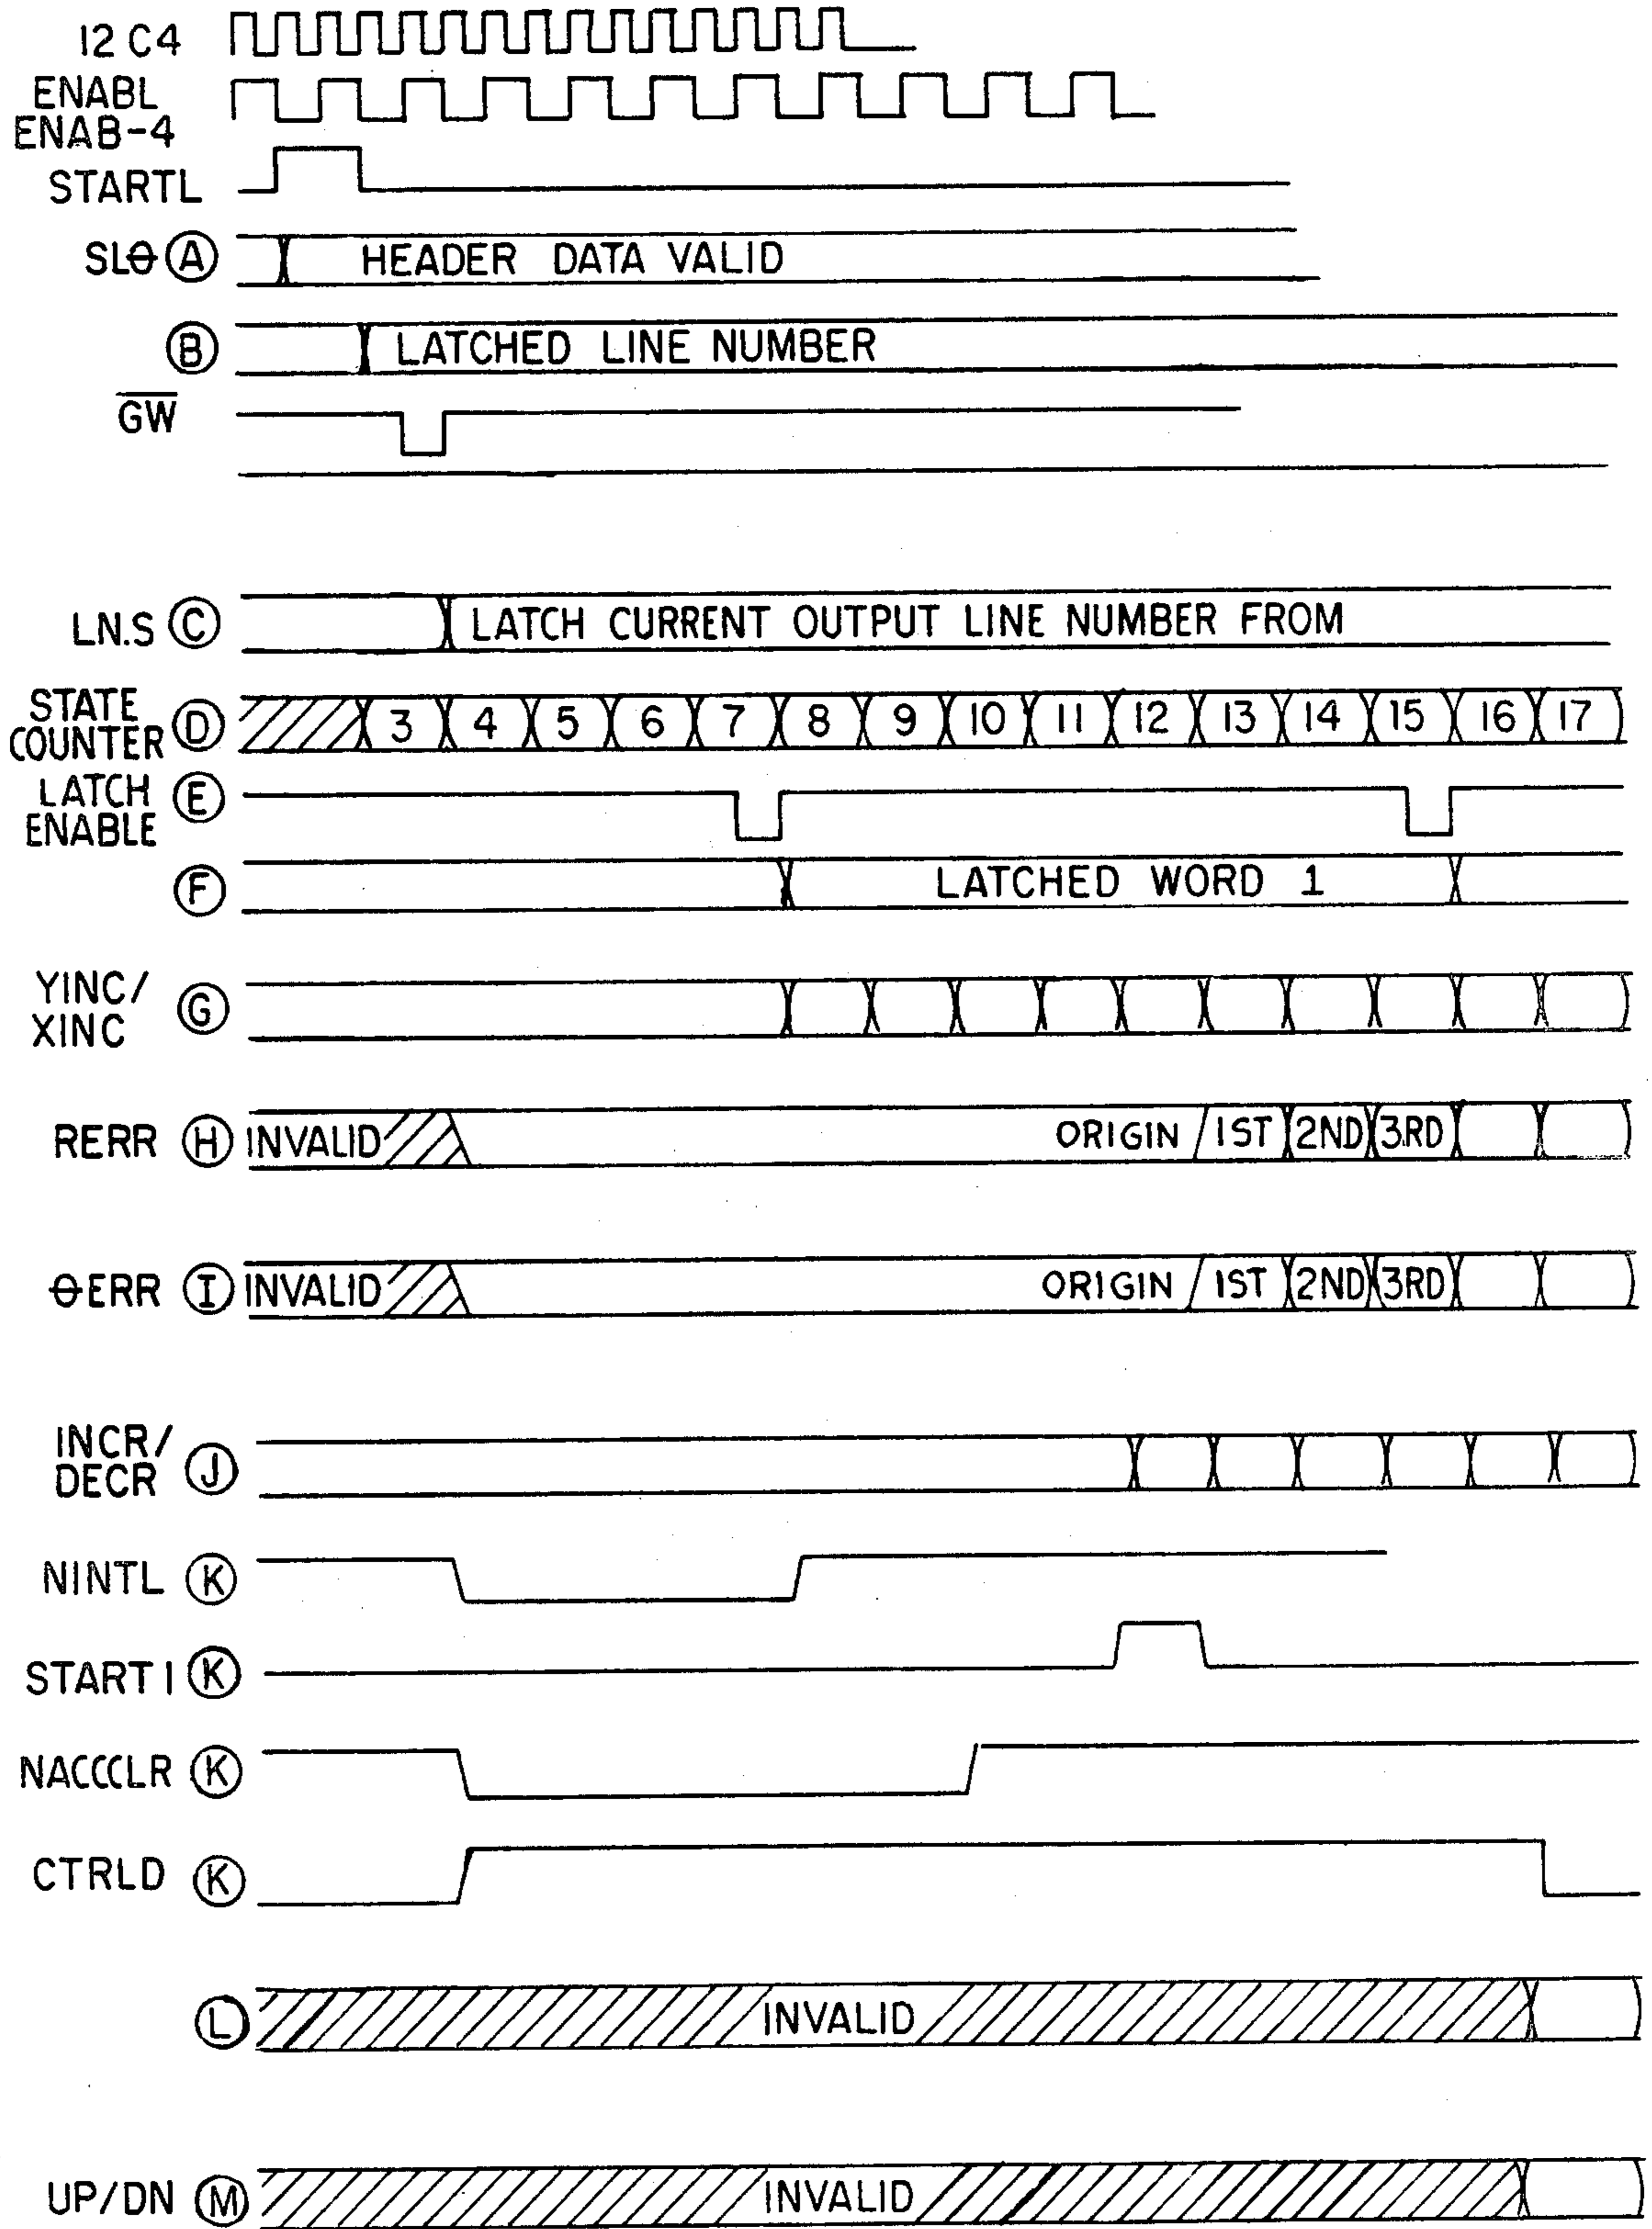 12 C4
ENABL
ENAB-4
STARTL
SLθ A HEADER DATA VALID
B LATCHED LINE NUMBER
GW
LN.S C LATCH CURRENT OUTPUT LINE NUMBER FROM
STATE
COUNTER D 3 4 5 6 7 8 9 10 11 12 13 14 15 16 17
LATCH E
ENABLE
F LATCHED WORD 1
YINC/
XINC G
RERR H INVALID ORIGIN 1ST 2ND 3RD
θERR I INVALID ORIGIN 1ST 2ND 3RD
INCR/
DECR J
NINTL K
START I K
NACCCLR K
CTRLD K
L INVALID
UP/DN M INVALID